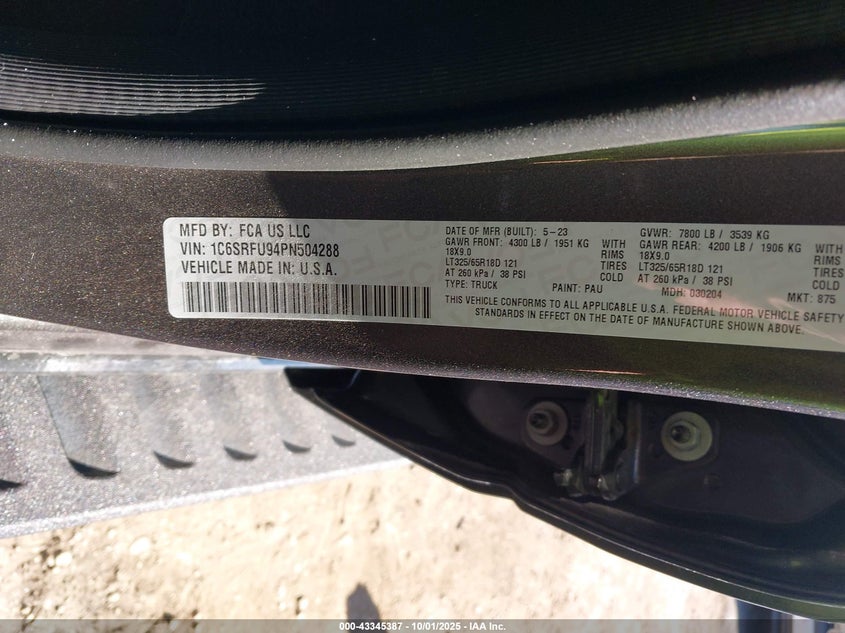 MFD BY: FCA US LLC
VIN: 1C6SRFU94PN504288
VEHICLE MADE IN: U.S.A.
DATE OF MFR (BUILT): 5-23
GVWR: 7800 LB / 3539 KG
GAWR FRONT: 4300 LB / 1951 KG WITH
GAWR REAR: 4200 LB / 1906 KG WITH
18X9.0 RIMS
18X9.0 RIMS
LT325/65R18D 121 TIRES
LT325/65R18D 121 TIRES
AT 260 kPa / 38 PSI COLD
AT 260 kPa / 38 PSI COLD
TYPE: TRUCK PAINT: PAU MDH: 030204 MKT: 875
THIS VEHICLE CONFORMS TO ALL APPLICABLE U.S.A. FEDERAL MOTOR VEHICLE SAFETY
STANDARDS IN EFFECT ON THE DATE OF MANUFACTURE SHOWN ABOVE.
000-43345387 - 10/01/2025 - IAA Inc.